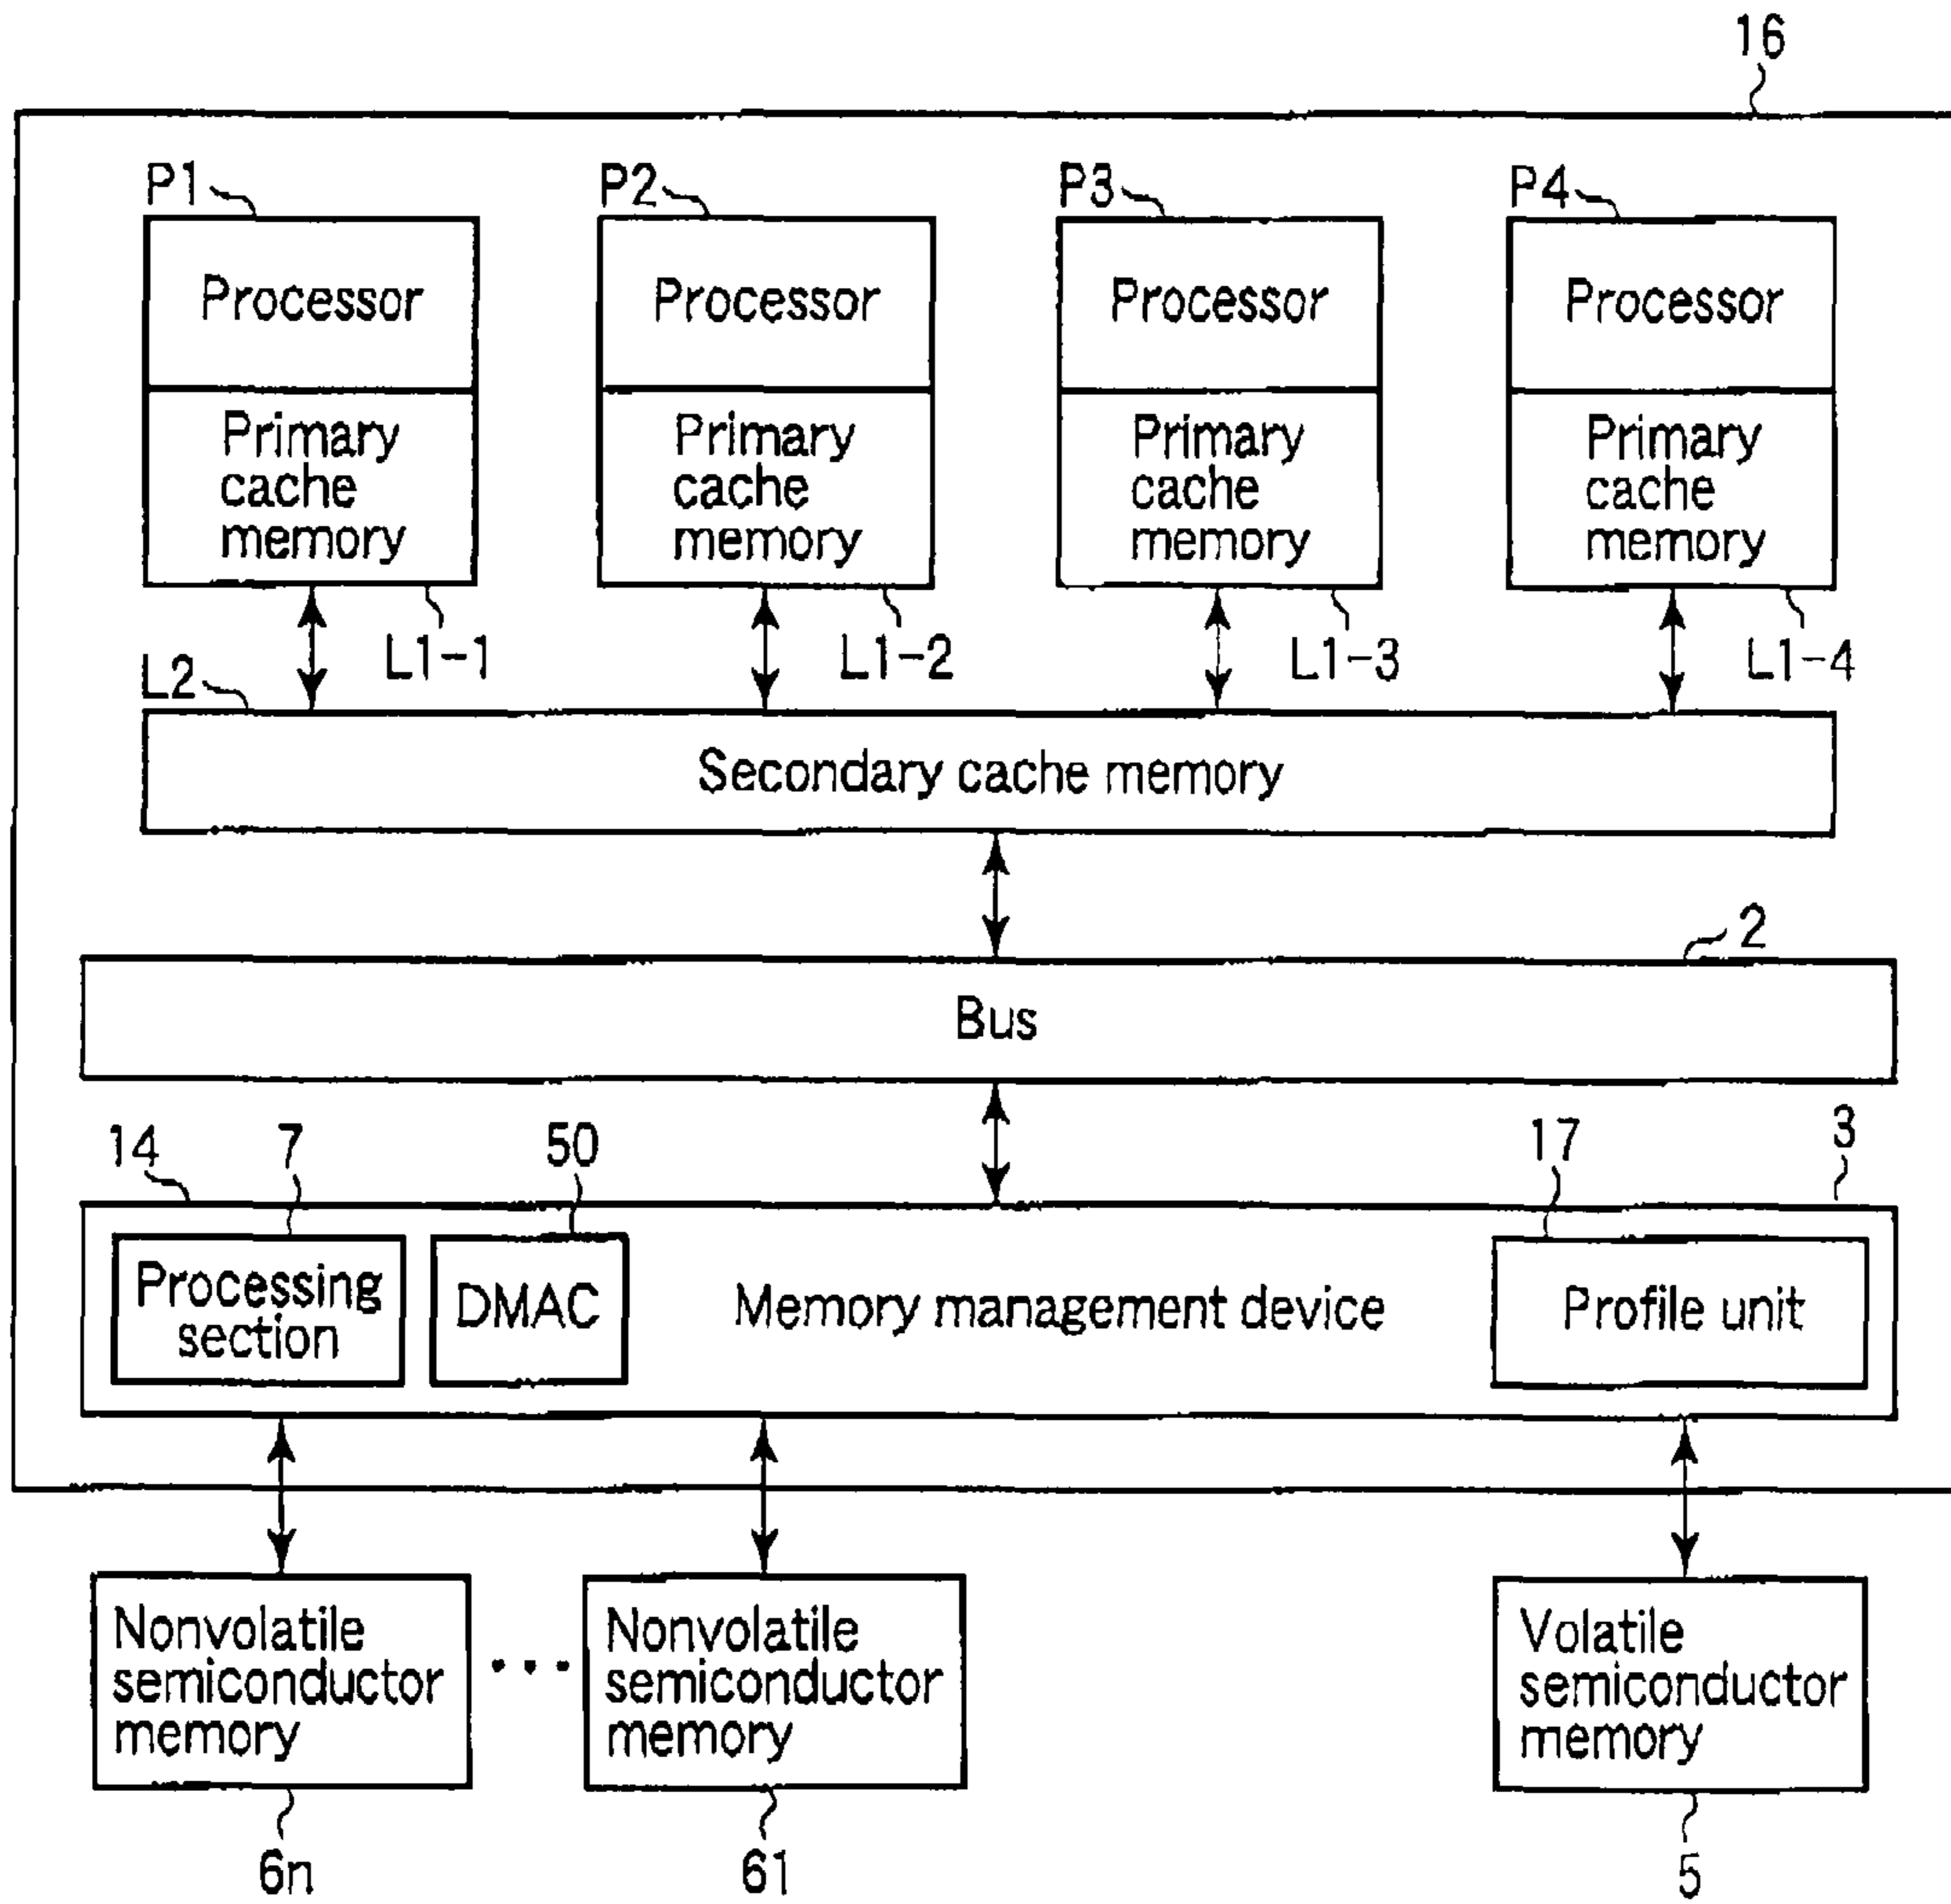 16
P1
P2
P3
P4
Processor
Processor
Processor
Processor
Primary
cache
memory
Primary
cache
memory
Primary
cache
memory
Primary
cache
memory
L1-1
L1-2
L1-3
L1-4
L2
Secondary cache memory
2
Bus
14
7
50
17
3
Processing
section
DMAC
Memory management device
Profile unit
Nonvolatile
semiconductor
memory
...
Nonvolatile
semiconductor
memory
Volatile
semiconductor
memory
6n
61
5